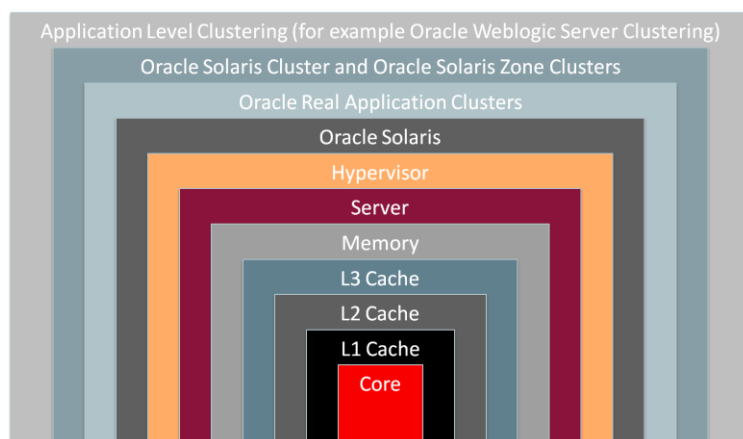 Application Level Clustering (for example Oracle Weblogic Server Clustering)
Oracle Solaris Cluster and Oracle Solaris Zone Clusters
Oracle Real Application Clusters
Oracle Solaris
Hypervisor
Server
Memory
L3 Cache
L2 Cache
L1 Cache
Core